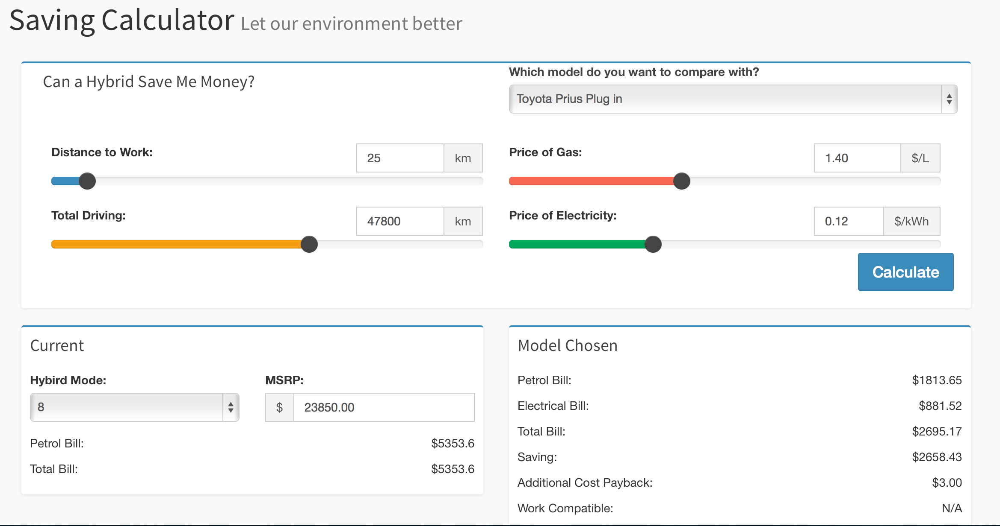 Saving Calculator Let our environment better
Can a Hybrid Save Me Money?
Which model do you want to compare with?
Toyota Prius Plug in
Distance to Work:
25 km
Price of Gas:
1.40 $/L
Total Driving:
47800 km
Price of Electricity:
0.12 $/kWh
Calculate
Current
Hybird Mode:
8
MSRP:
$ 23850.00
Petrol Bill: $5353.6
Total Bill: $5353.6
Model Chosen
Petrol Bill: $1813.65
Electrical Bill: $881.52
Total Bill: $2695.17
Saving: $2658.43
Additional Cost Payback: $3.00
Work Compatible: N/A